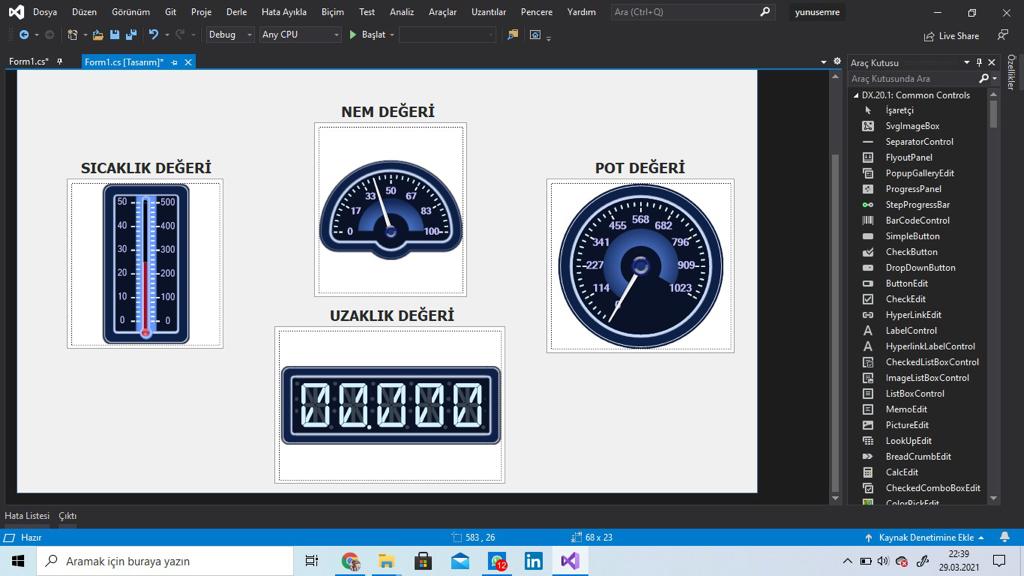 Dosya Düzen Görünüm Git Proje Derle Hata Ayıkla Biçim Test Analiz Araçlar Uzantılar Pencere Yardım Ara (Ctrl+Q) yunusemre
Debug Any CPU Başlat Live Share
Form1.cs* Form1.cs [Tasarım]*
Araç Kutusu
Araç Kutusunda Ara
Özellikler
DX.20.1: Common Controls
İşaretçi
SvgImageBox
SeparatorControl
FlyoutPanel
PopupGalleryEdit
ProgressPanel
StepProgressBar
BarCodeControl
SimpleButton
CheckButton
DropDownButton
ButtonEdit
CheckEdit
HyperLinkEdit
LabelControl
HyperlinkLabelControl
CheckedListBoxControl
ImageListBoxControl
ListBoxControl
MemoEdit
PictureEdit
LookUpEdit
BreadCrumbEdit
CalcEdit
CheckedComboBoxEdit
ColorPickEdit
NEM DEĞERİ
0 17 33 50 67 83 100
SICAKLIK DEĞERİ
50 500
40 400
30 300
20 200
10 100
0 0
POT DEĞERİ
0 114 227 341 455 568 682 796 909 1023
UZAKLIK DEĞERİ
00.000
Hata Listesi Çıktı
Hazır 583 , 26 68 x 23 Kaynak Denetimine Ekle
Aramak için buraya yazın
12
22:39
29.03.2021